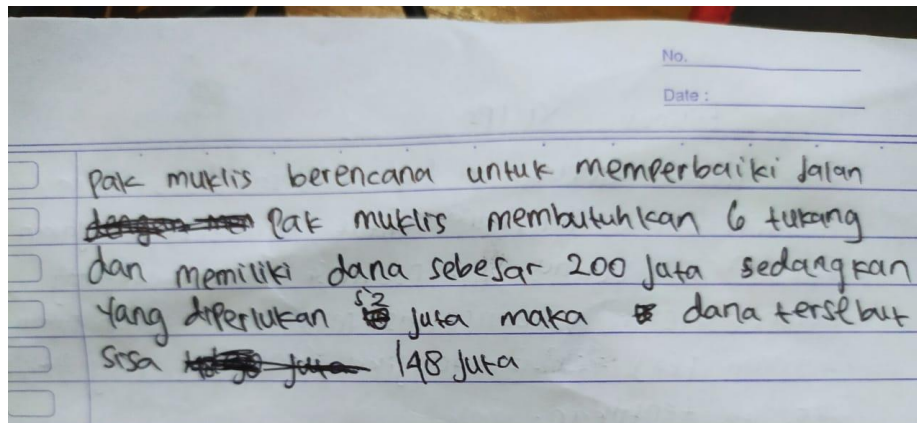 No.
Date :
Pak muklis berencana untuk memperbaiki jalan
Pak muklis membutuhkan 6 tukang
dan memiliki dana sebesar 200 Jata sedangkan
yang diperlukan 52 juta maka dana tersebut
sisa 148 Juta